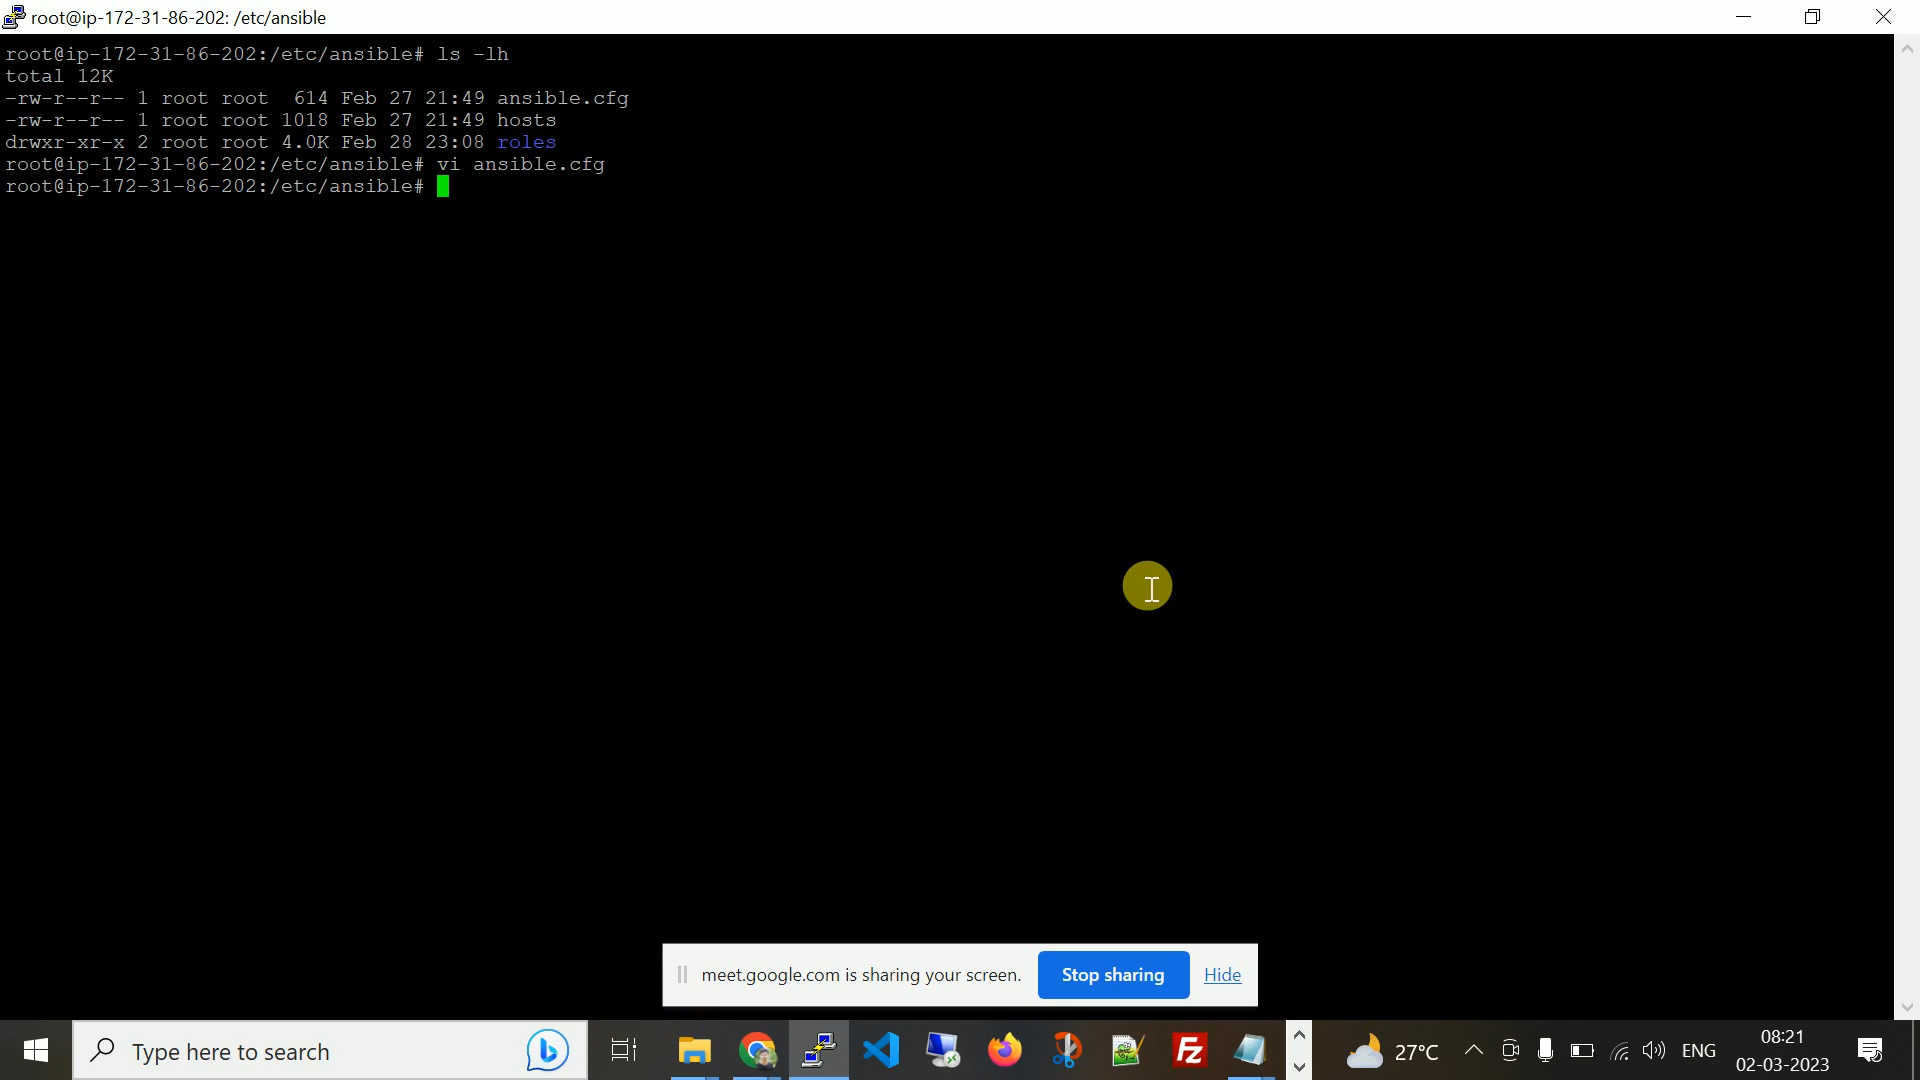 root@ip-172-31-86-202: /etc/ansible
root@ip-172-31-86-202:/etc/ansible# ls -lh
total 12K
-rw-r--r-- 1 root root  614 Feb 27 21:49 ansible.cfg
-rw-r--r-- 1 root root 1018 Feb 27 21:49 hosts
drwxr-xr-x 2 root root 4.0K Feb 28 23:08 roles
root@ip-172-31-86-202:/etc/ansible# vi ansible.cfg
root@ip-172-31-86-202:/etc/ansible#
meet.google.com is sharing your screen. Stop sharing Hide
Type here to search
27°C
ENG
08:21
02-03-2023